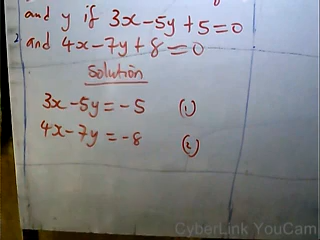 and y if 3x-5y+5=0
and 4x-7y+8=0
Solution
3x-5y=-5 (1)
4x-7y=-8 (2)
CyberLink YouCam